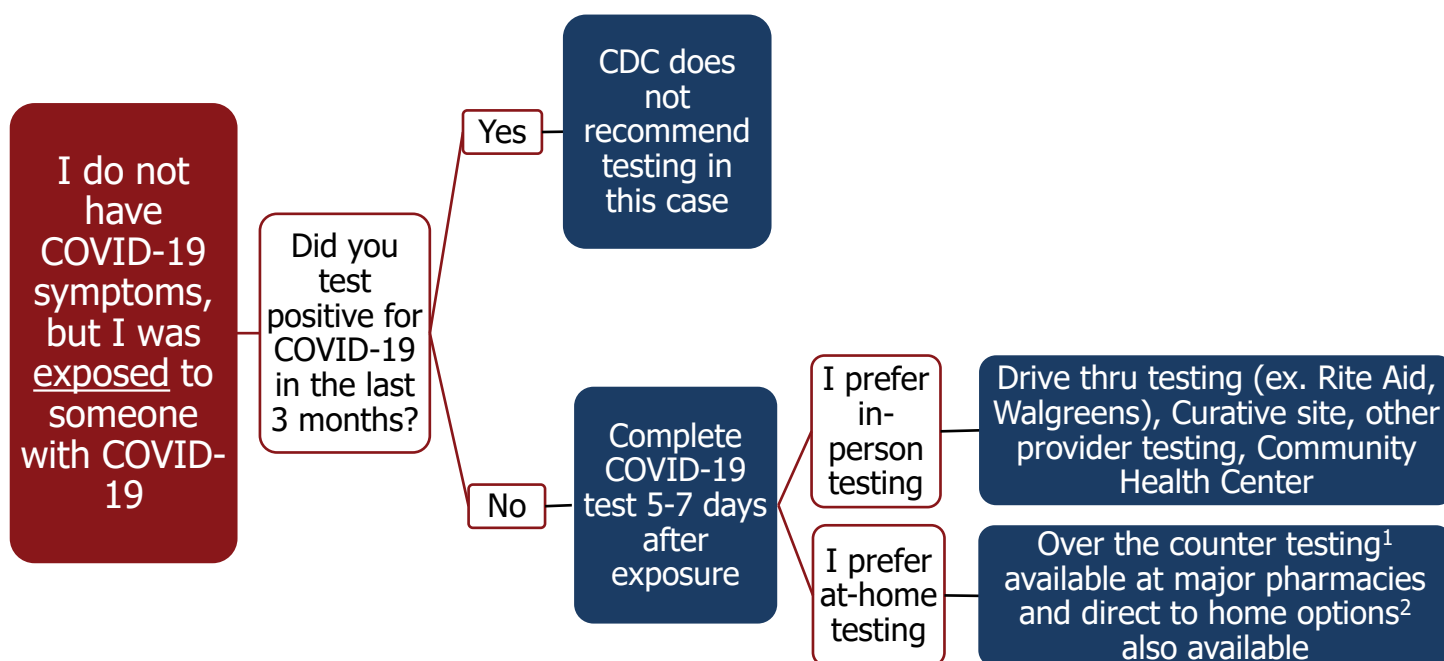 I do not
have
COVID-19
symptoms,
but I was
exposed to
someone
with COVID-
19
Did you
test
positive for
COVID-19
in the last
3 months?
Yes
CDC does
not
recommend
testing in
this case
No
Complete
COVID-19
test 5-7 days
after
exposure
I prefer
in-
person
testing
Drive thru testing (ex. Rite Aid,
Walgreens), Curative site, other
provider testing, Community
Health Center
I prefer
at-home
testing
Over the counter testing¹
available at major pharmacies
and direct to home options²
also available